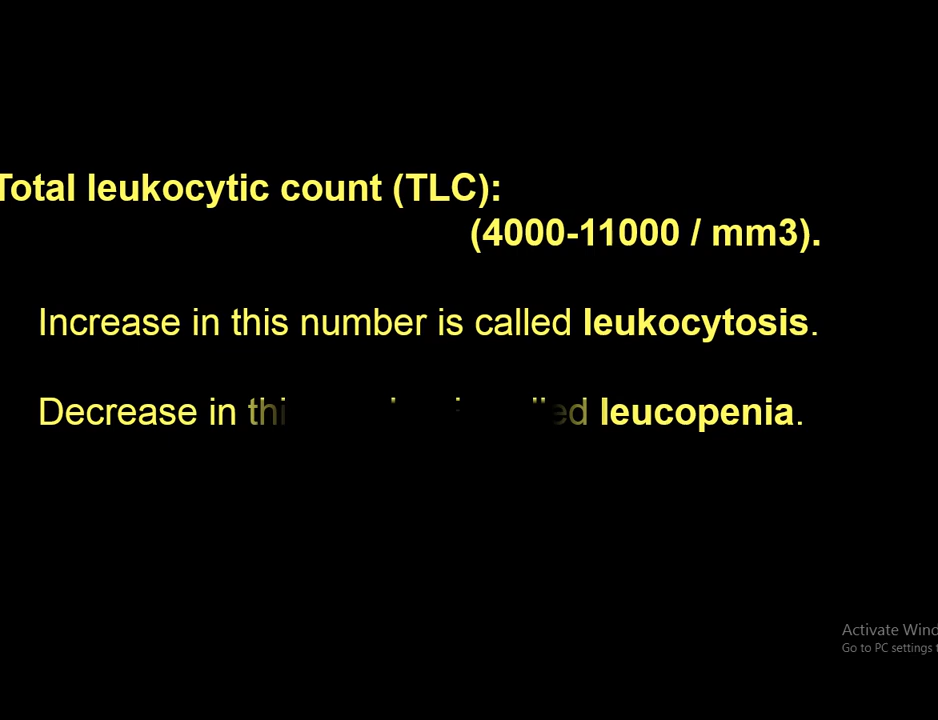 Total leukocytic count (TLC):
(4000-11000 / mm3).
Increase in this number is called leukocytosis.
Decrease in called leucopenia.
Activate Wind
Go to PC settings